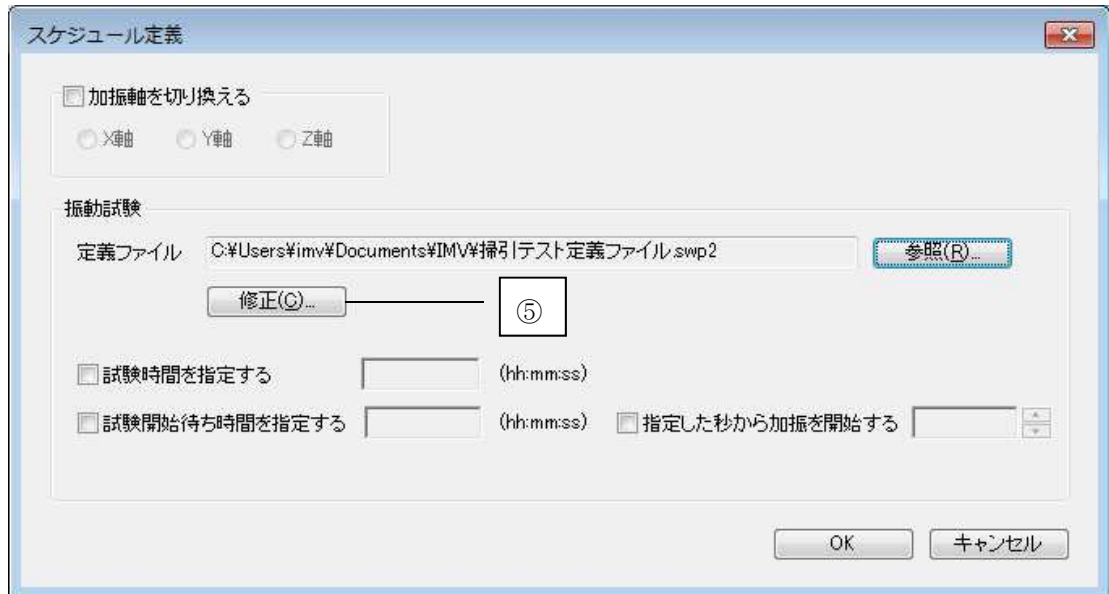 スケジュール定義
加振軸を切り換える
X軸 Y軸 Z軸
振動試験
定義ファイル C:¥Users¥imv¥Documents¥IMV¥掃引テスト定義ファイル.swp2 参照(R)...
修正(C)...
⑤
試験時間を指定する (hh:mm:ss)
試験開始待ち時間を指定する (hh:mm:ss) 指定した秒から加振を開始する
OK キャンセル